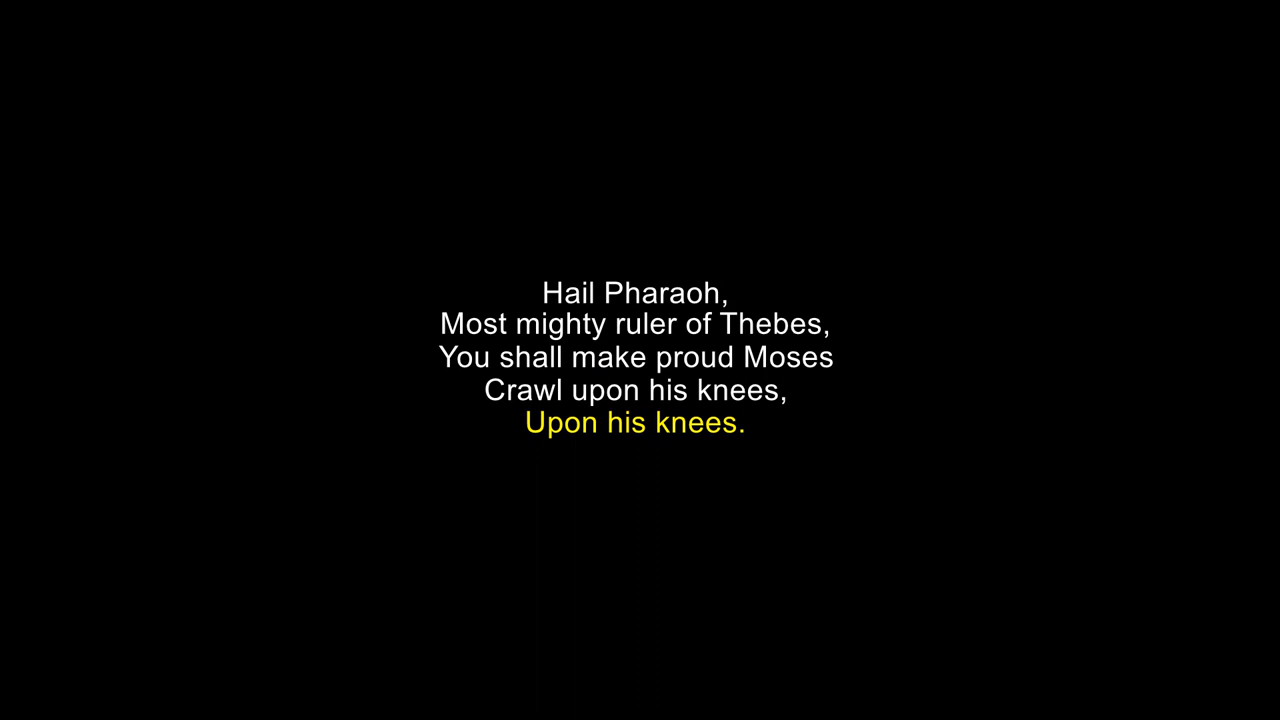 Hail Pharaoh,
Most mighty ruler of Thebes,
You shall make proud Moses
Crawl upon his knees,
Upon his knees.